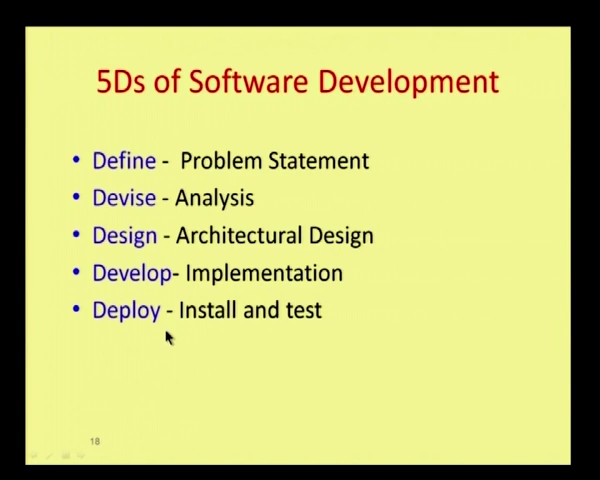 5Ds of Software Development
• Define - Problem Statement
• Devise - Analysis
• Design - Architectural Design
• Develop- Implementation
• Deploy - Install and test
18